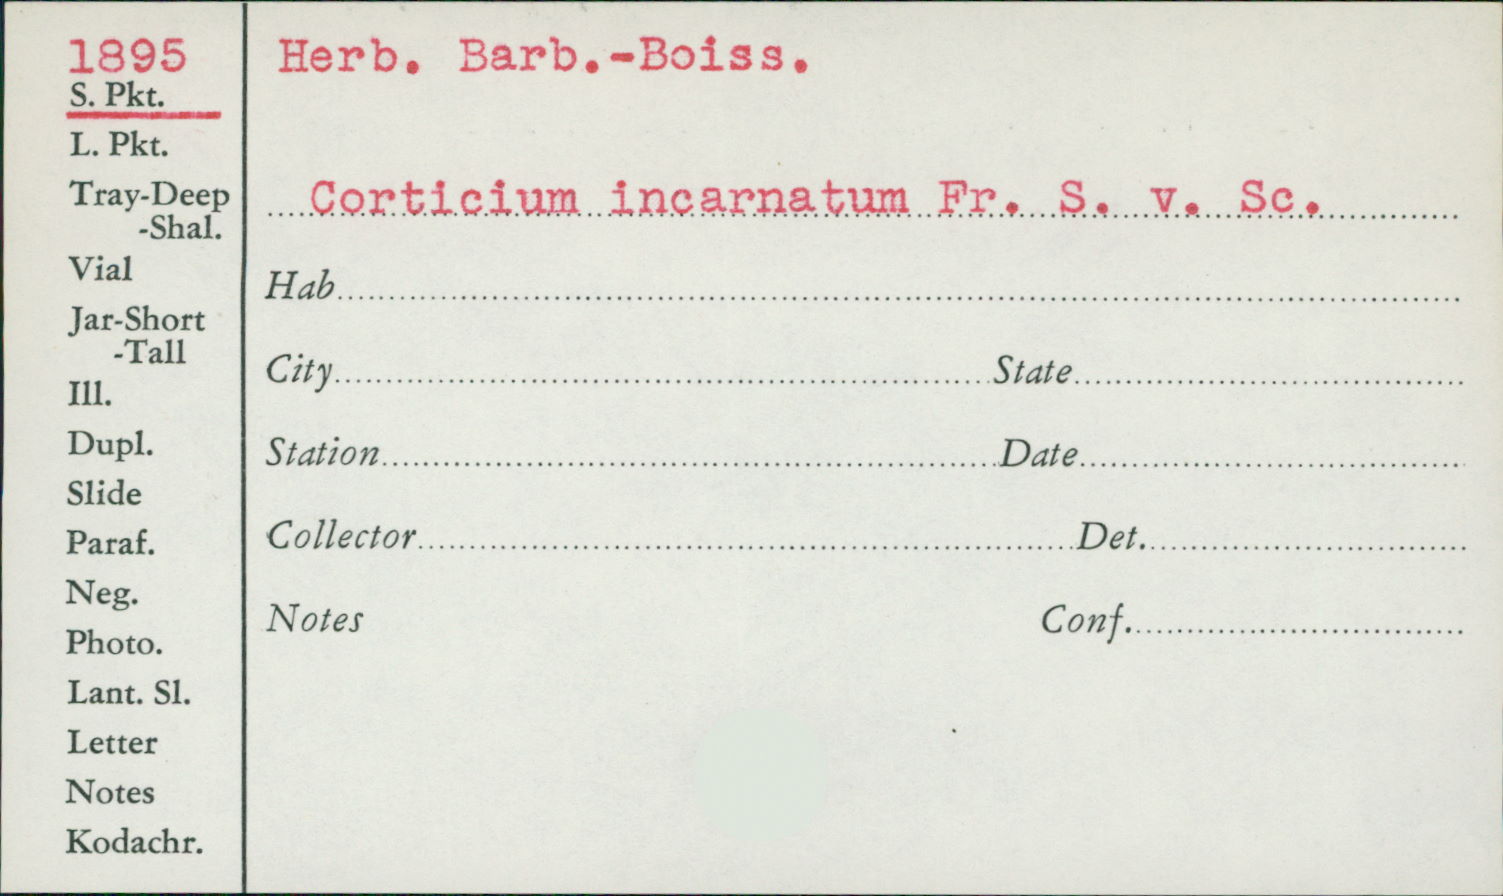 1895
S. Pkt.
L. Pkt.
Tray-Deep
-Shal.
Vial
Jar-Short
-Tall
Ill.
Dupl.
Slide
Paraf.
Neg.
Photo.
Lant. Sl.
Letter
Notes
Kodachr.
Herb. Barb.-Boiss.
Corticium incarnatum Fr. S. v. Sc.
Hab
City State
Station Date
Collector Det.
Notes Conf.